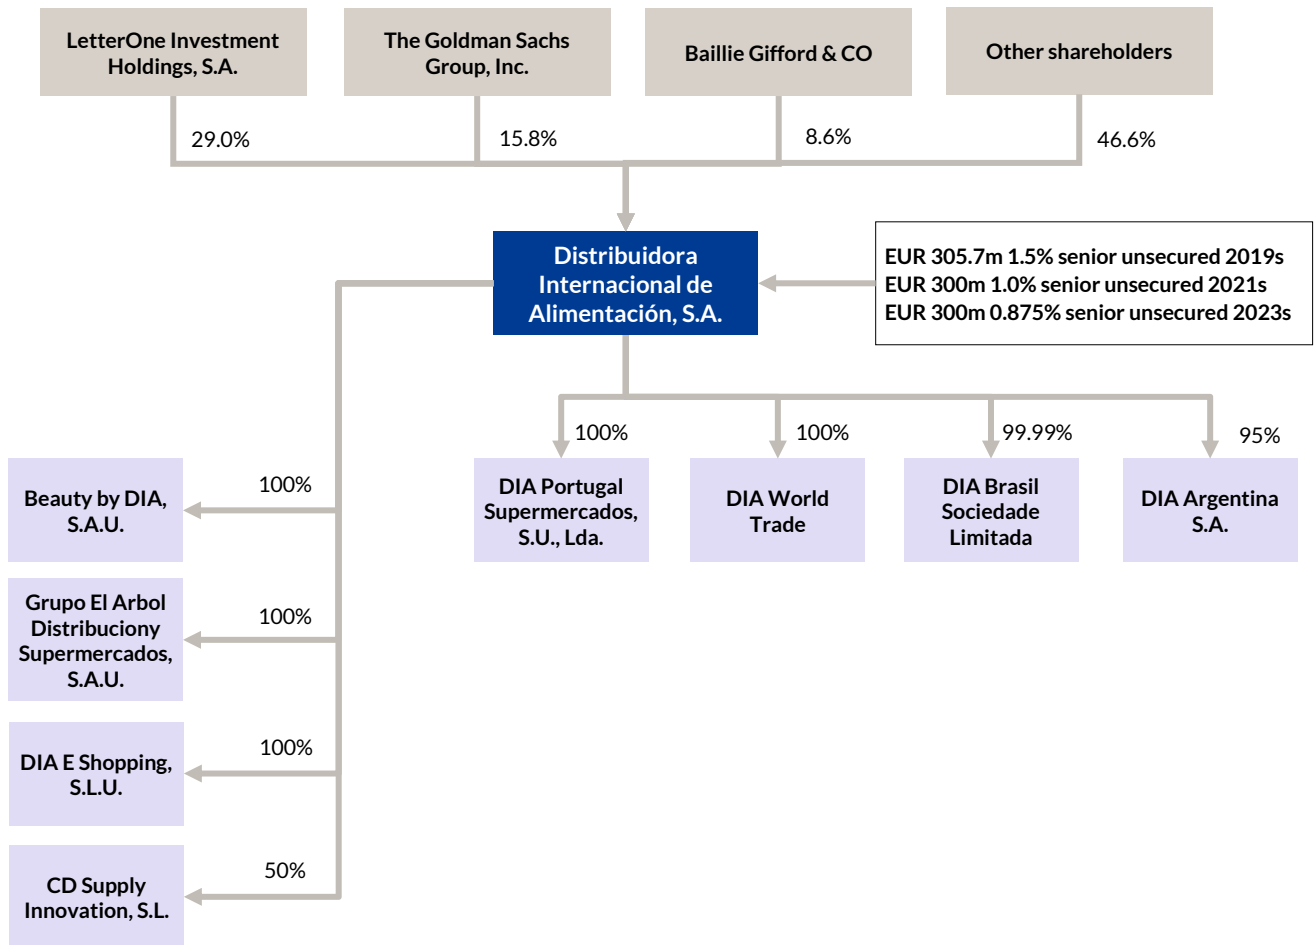 LetterOne Investment
Holdings, S.A.
The Goldman Sachs
Group, Inc.
Baillie Gifford & CO
Other shareholders
29.0%
15.8%
8.6%
46.6%
Distribuidora
Internacional de
Alimentación, S.A.
EUR 305.7m 1.5% senior unsecured 2019s
EUR 300m 1.0% senior unsecured 2021s
EUR 300m 0.875% senior unsecured 2023s
100%
100%
99.99%
95%
DIA Portugal
Supermercados,
S.U., Lda.
DIA World
Trade
DIA Brasil
Sociedade
Limitada
DIA Argentina
S.A.
100%
Beauty by DIA,
S.A.U.
100%
Grupo El Arbol
Distribuciony
Supermercados,
S.A.U.
100%
DIA E Shopping,
S.L.U.
50%
CD Supply
Innovation, S.L.